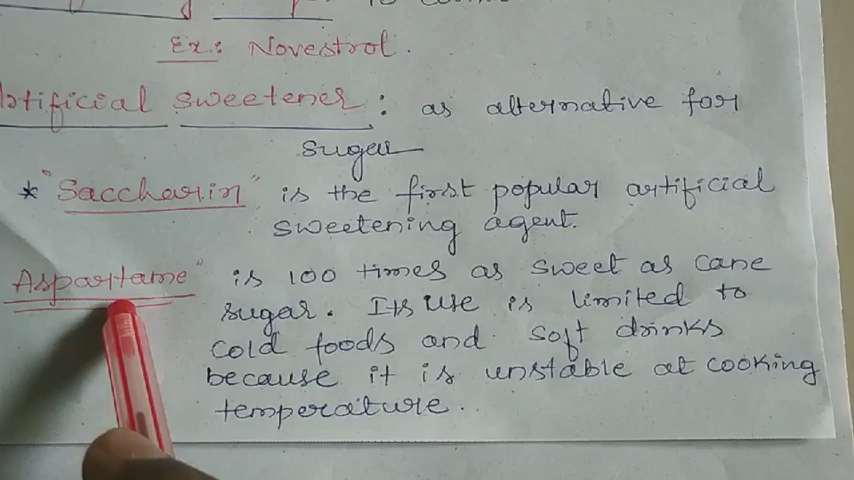 Ex: Novestrol.
Artificial sweetener: as alternative for
sugar
* "Saccharin" is the first popular artificial
sweetening agent.
Aspartame" is 100 times as sweet as cane
sugar. Its use is limited to
cold foods and soft drinks
because it is unstable at cooking
temperature.